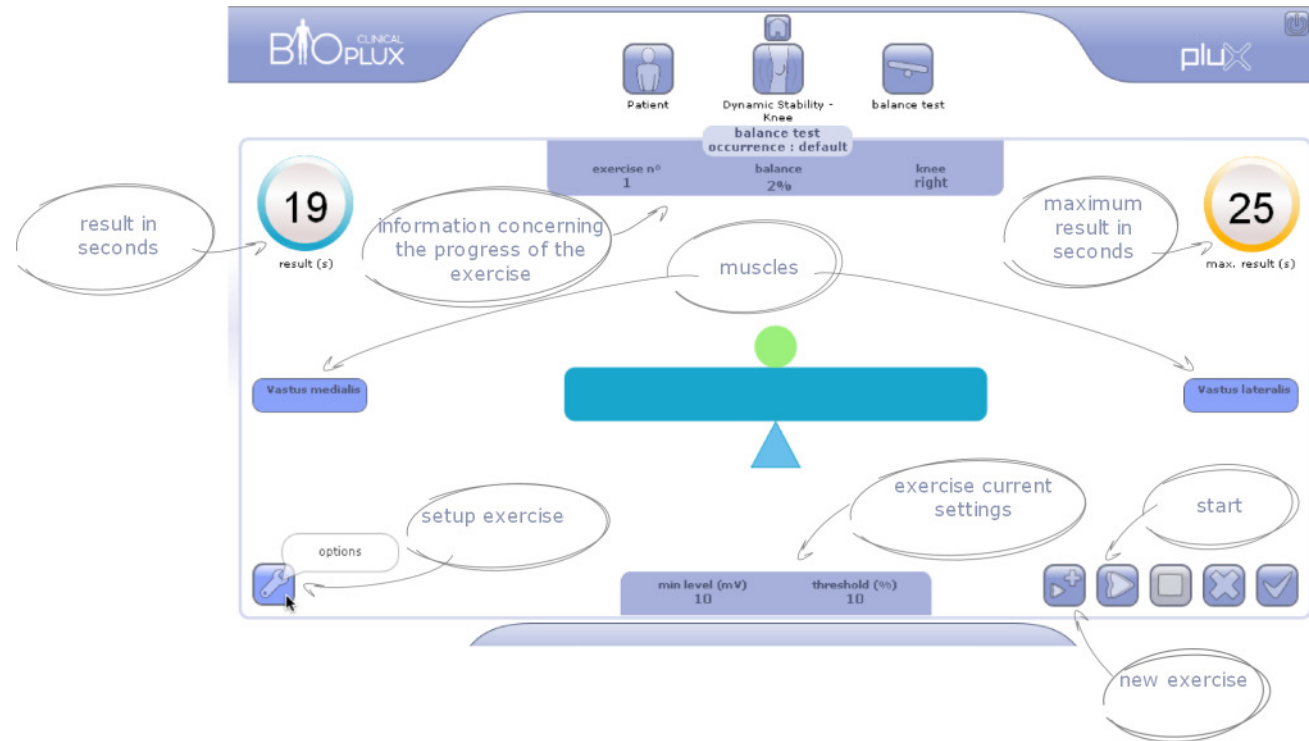 BIOPLUX
CLINICAL
plux
Patient
Dynamic Stability -
Knee
balance test
balance test
occurrence : default
exercise nº
1
balance
2%
knee
right
19
result (s)
result in
seconds
information concerning
the progress of the
exercise
muscles
maximum
result in
seconds
25
max. result (s)
Vastus medialis
Vastus lateralis
setup exercise
options
exercise current
settings
start
min level (mV)
10
threshold (%)
10
new exercise